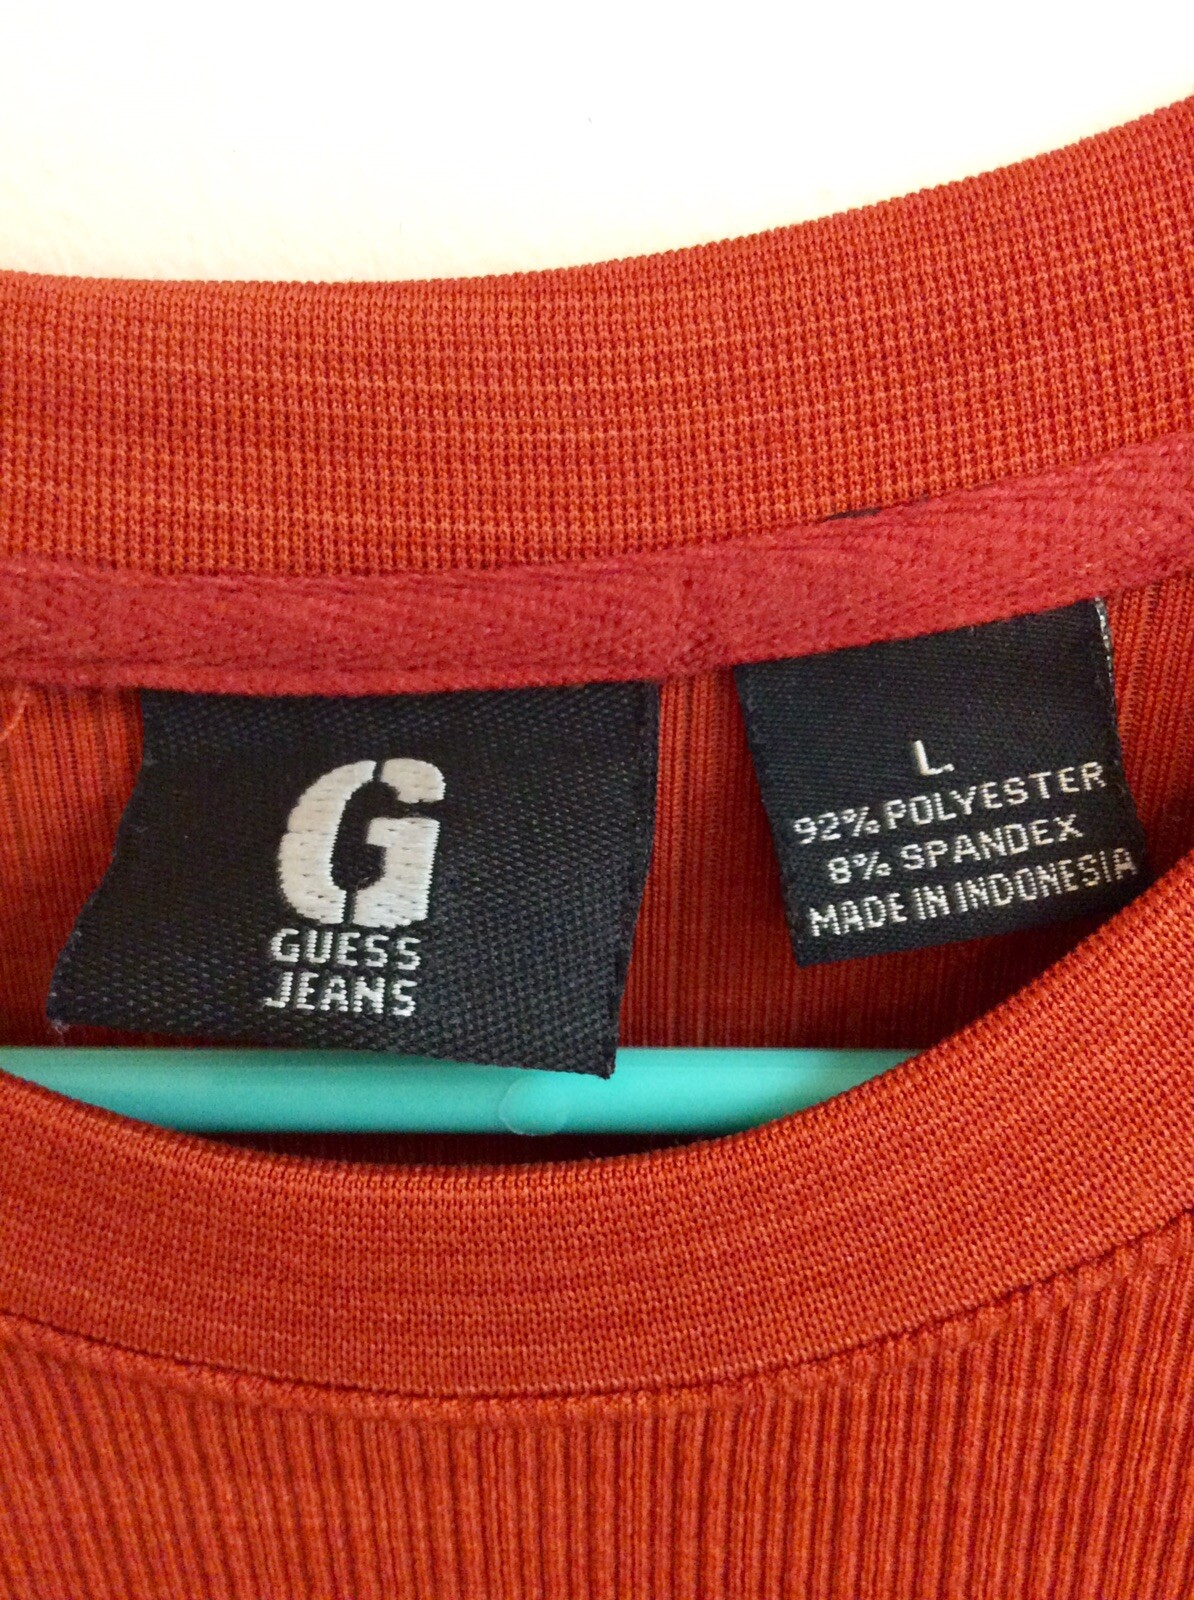 G
GUESS
JEANS
L
92% POLYESTER
8% SPANDEX
MADE IN INDONESIA